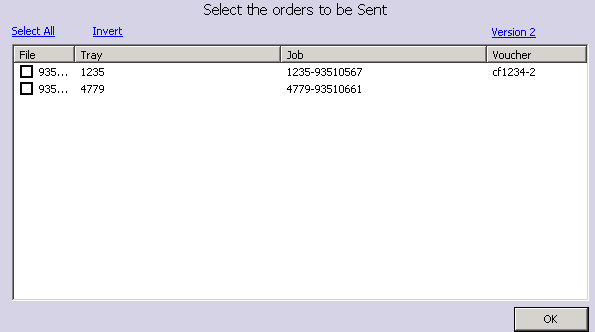 Select the orders to be Sent
Select All Invert Version 2
File Tray Job Voucher
935... 1235 1235-93510567 cf1234-2
935... 4779 4779-93510661
OK